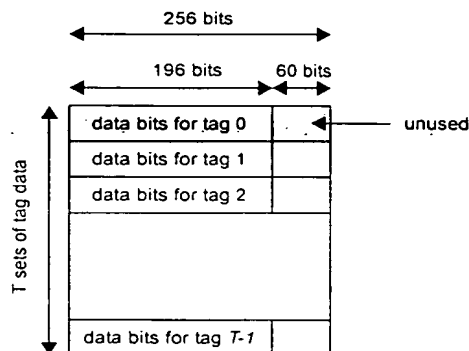 256 bits
196 bits
60 bits
data bits for tag 0
unused
data bits for tag 1
data bits for tag 2
T sets of tag data
data bits for tag T-1